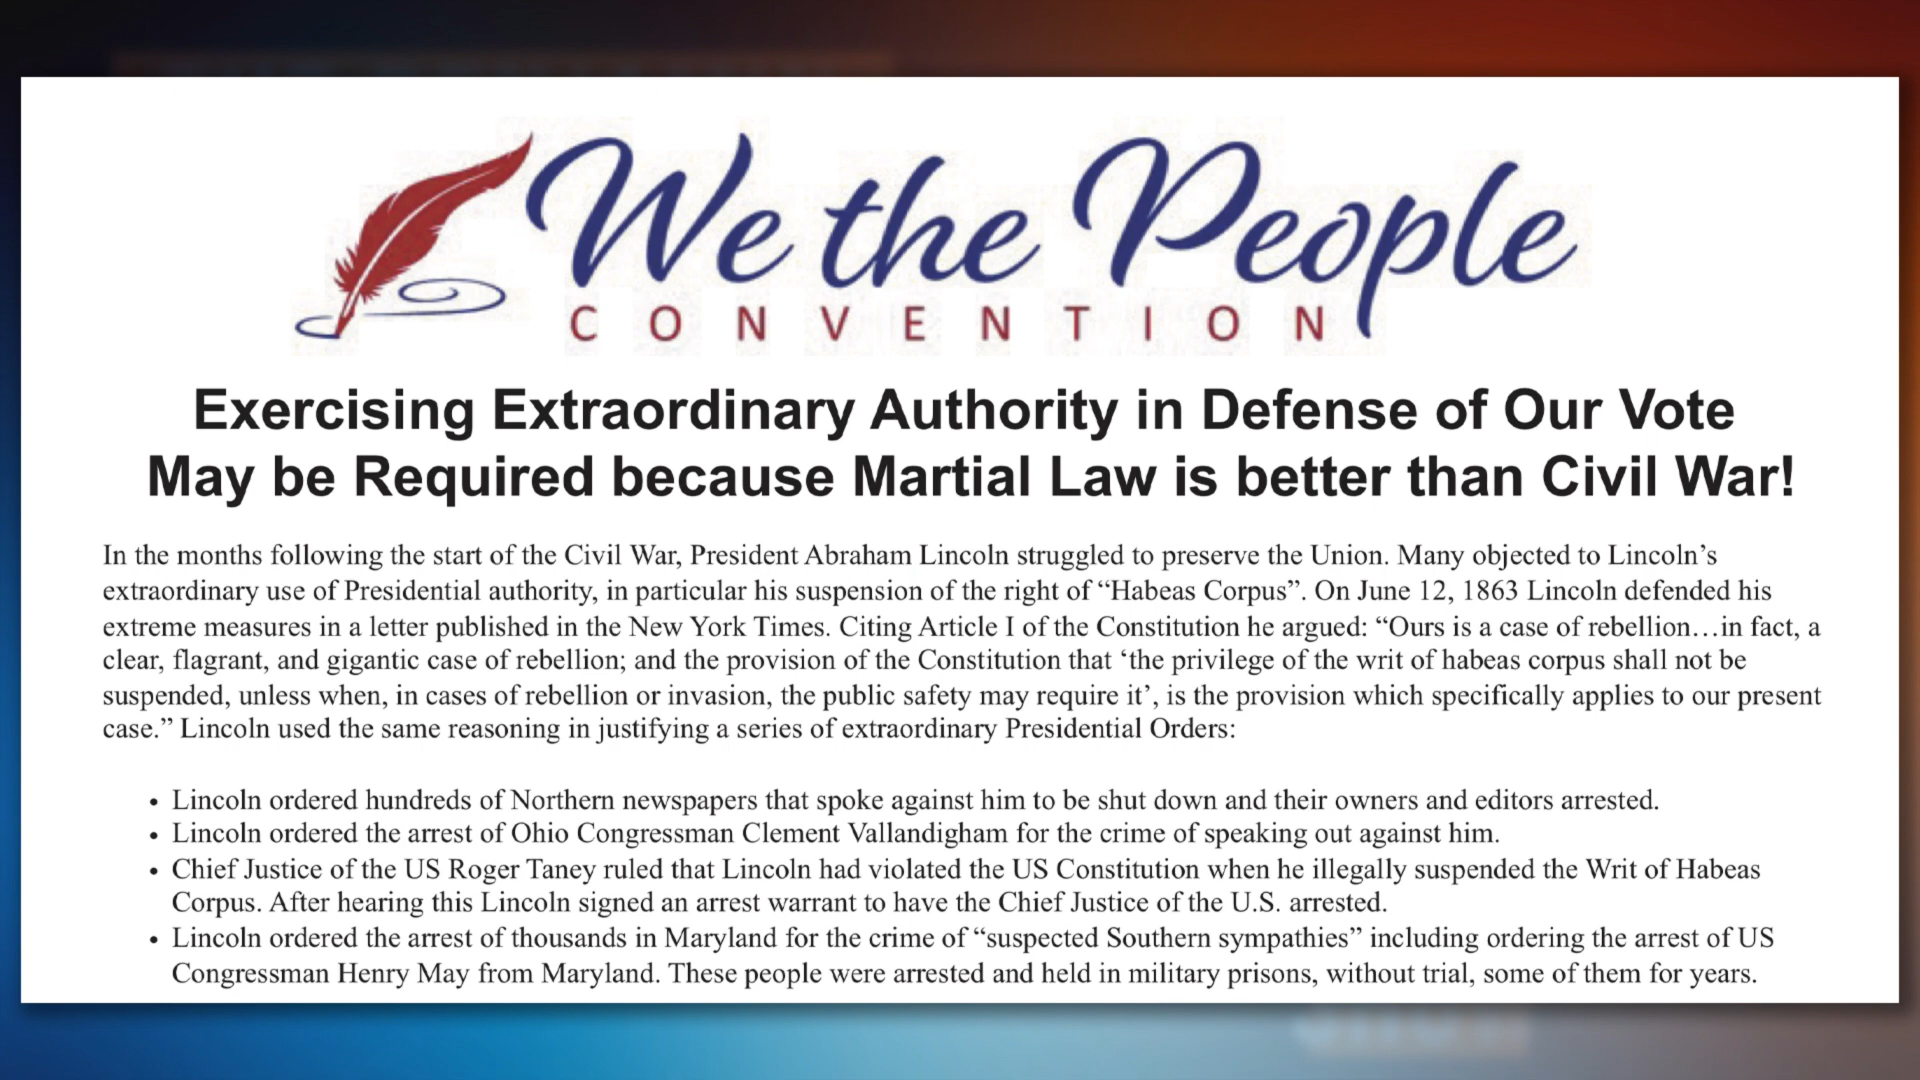 We the People
CONVENTION
Exercising Extraordinary Authority in Defense of Our Vote
May be Required because Martial Law is better than Civil War!
In the months following the start of the Civil War, President Abraham Lincoln struggled to preserve the Union. Many objected to Lincoln’s
extraordinary use of Presidential authority, in particular his suspension of the right of “Habeas Corpus”. On June 12, 1863 Lincoln defended his
extreme measures in a letter published in the New York Times. Citing Article I of the Constitution he argued: “Ours is a case of rebellion…in fact, a
clear, flagrant, and gigantic case of rebellion; and the provision of the Constitution that ‘the privilege of the writ of habeas corpus shall not be
suspended, unless when, in cases of rebellion or invasion, the public safety may require it’, is the provision which specifically applies to our present
case.” Lincoln used the same reasoning in justifying a series of extraordinary Presidential Orders:
• Lincoln ordered hundreds of Northern newspapers that spoke against him to be shut down and their owners and editors arrested.
• Lincoln ordered the arrest of Ohio Congressman Clement Vallandigham for the crime of speaking out against him.
• Chief Justice of the US Roger Taney ruled that Lincoln had violated the US Constitution when he illegally suspended the Writ of Habeas
Corpus. After hearing this Lincoln signed an arrest warrant to have the Chief Justice of the U.S. arrested.
• Lincoln ordered the arrest of thousands in Maryland for the crime of “suspected Southern sympathies” including ordering the arrest of US
Congressman Henry May from Maryland. These people were arrested and held in military prisons, without trial, some of them for years.